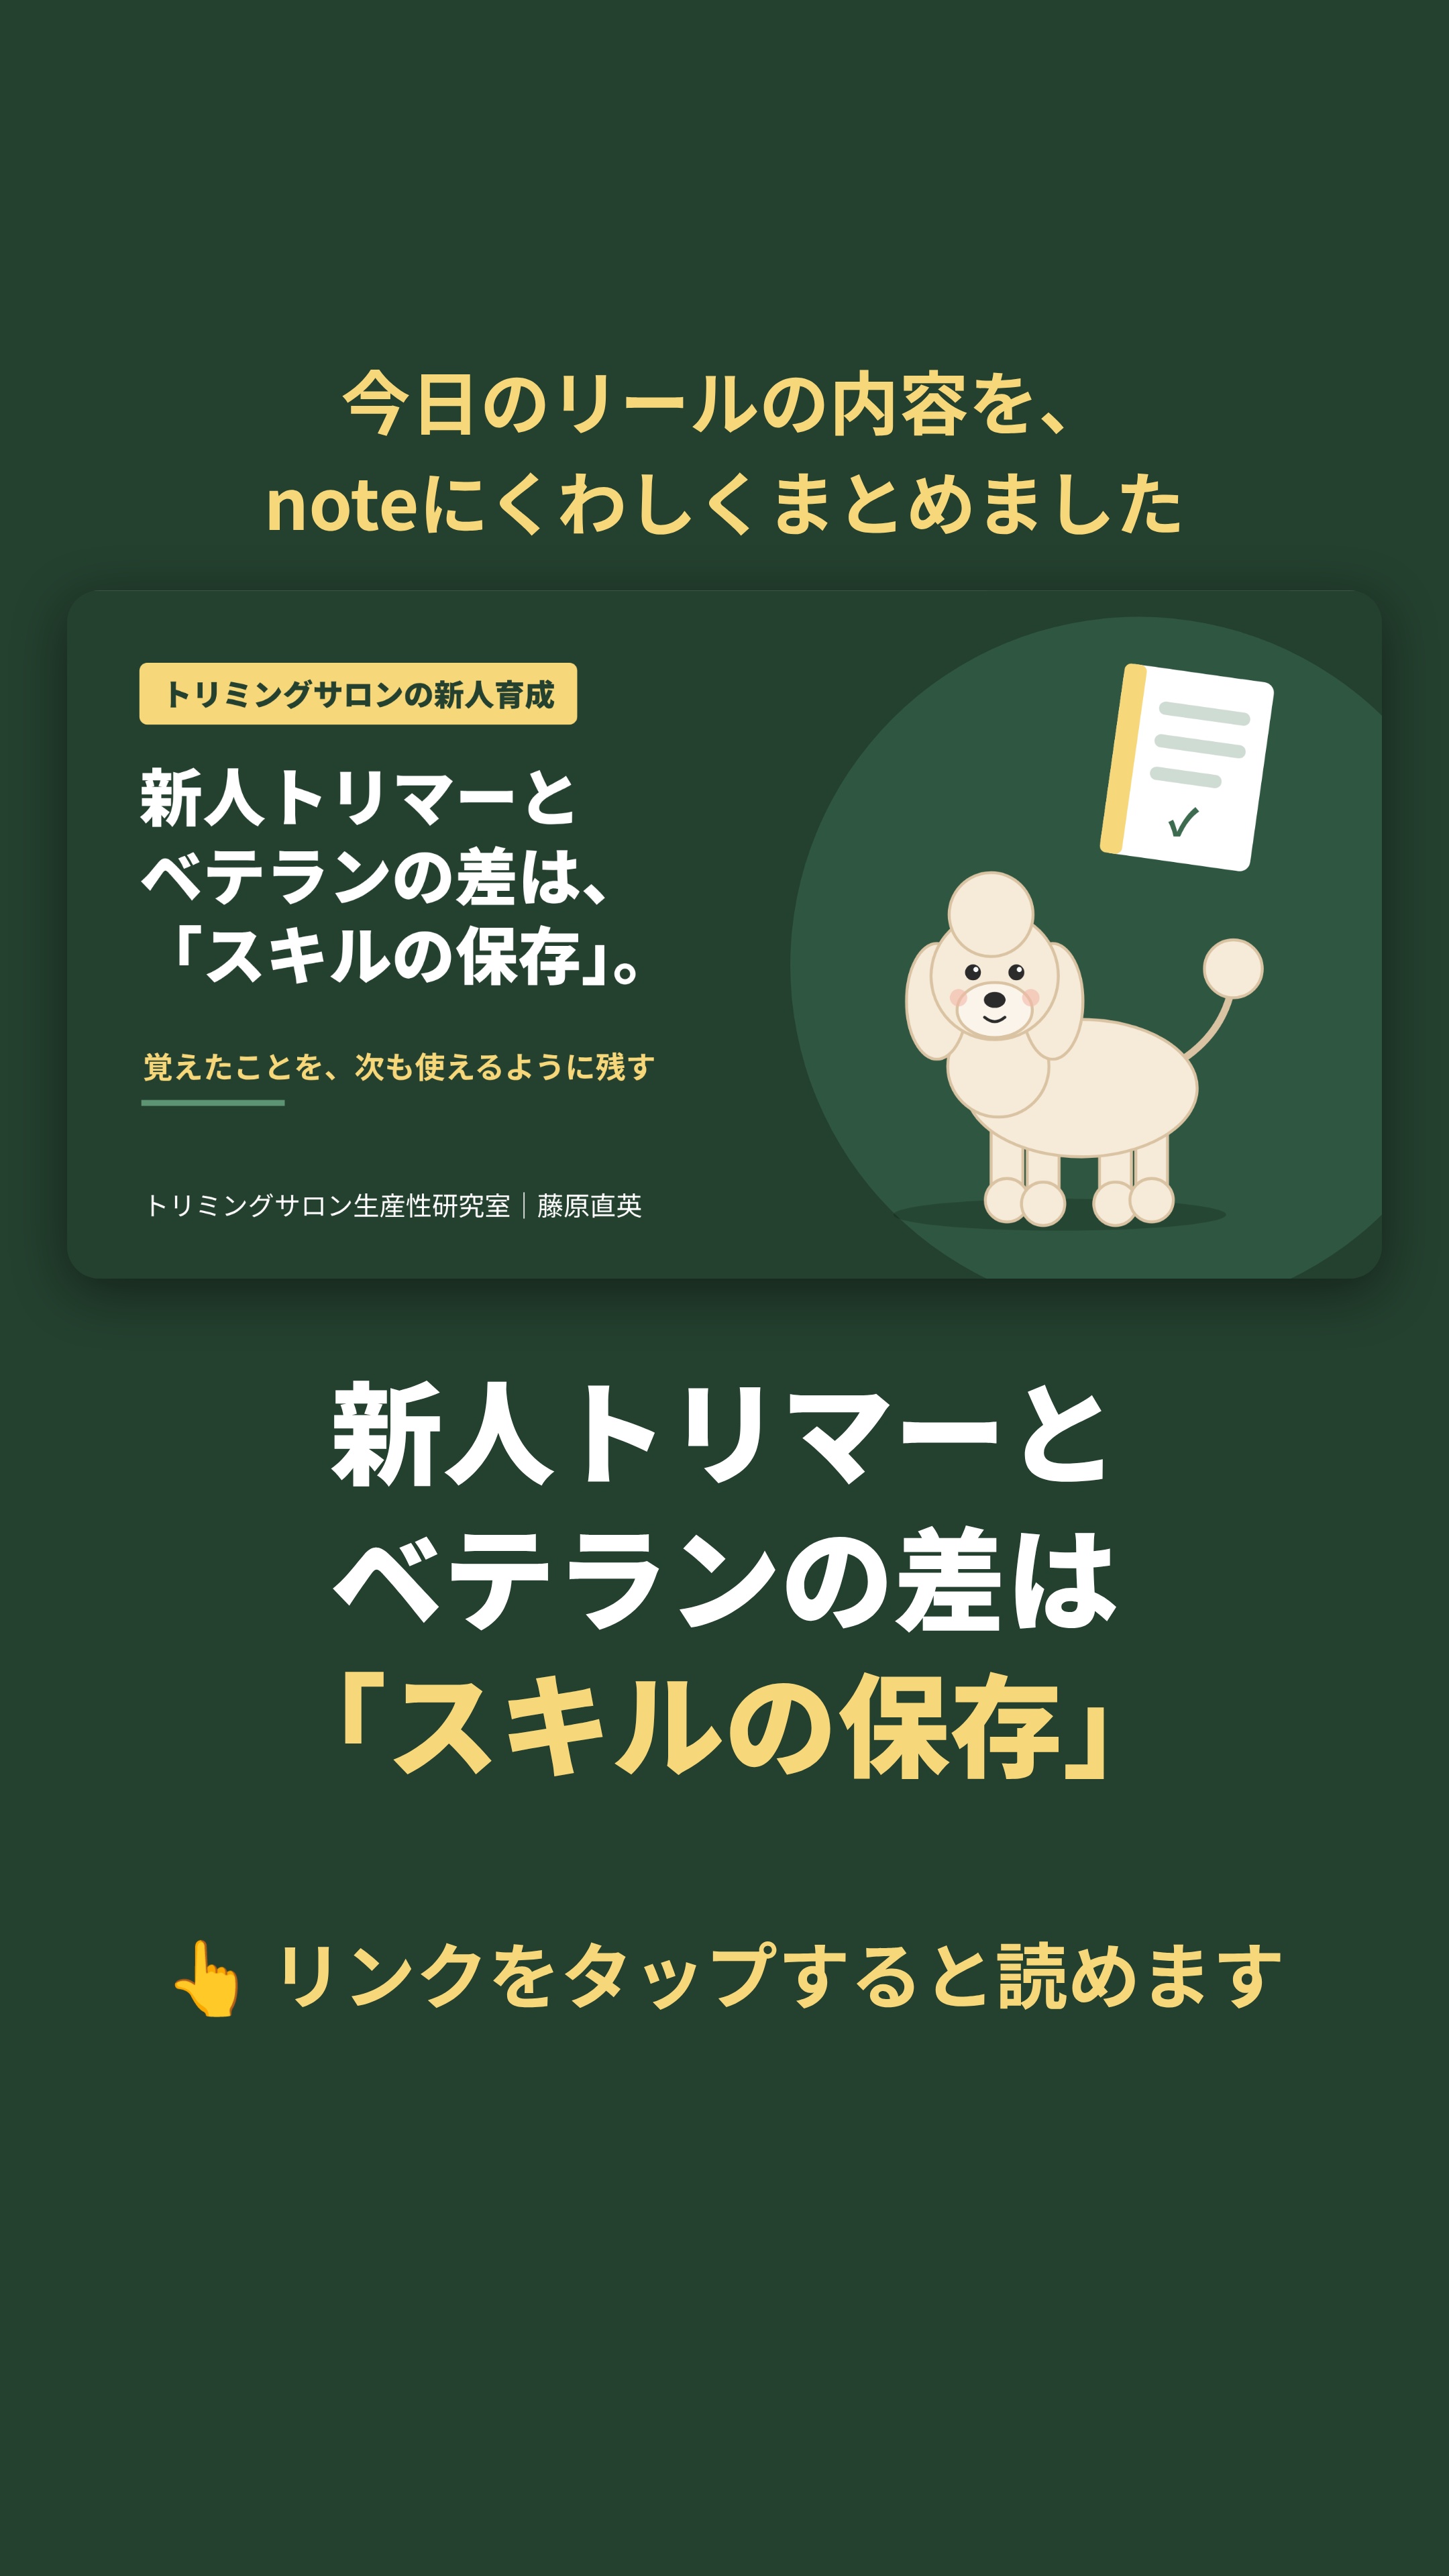 今日のリールの内容を、
noteにくわしくまとめました
トリミングサロンの新人育成
新人トリマーと
ベテランの差は、
「スキルの保存」。
覚えたことを、次も使えるように残す
トリミングサロン生産性研究室｜藤原直英
新人トリマーと
ベテランの差は
「スキルの保存」
👆 リンクをタップすると読めます